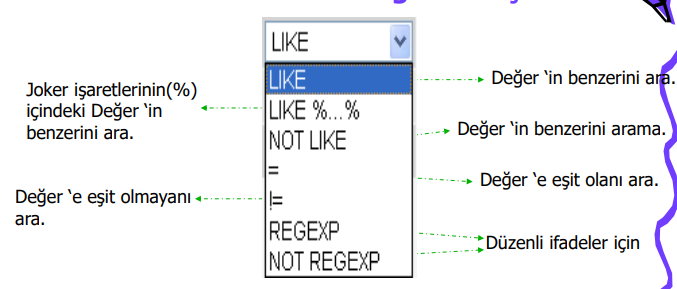 LIKE
LIKE
LIKE %...%
NOT LIKE
=
!=
REGEXP
NOT REGEXP
Joker işaretlerinin(%)
içindeki Değer ‘in
benzerini ara.
Değer ‘e eşit olmayanı
ara.
Değer ‘in benzerini ara.
Değer ‘in benzerini arama.
Değer ‘e eşit olanı ara.
Düzenli ifadeler için